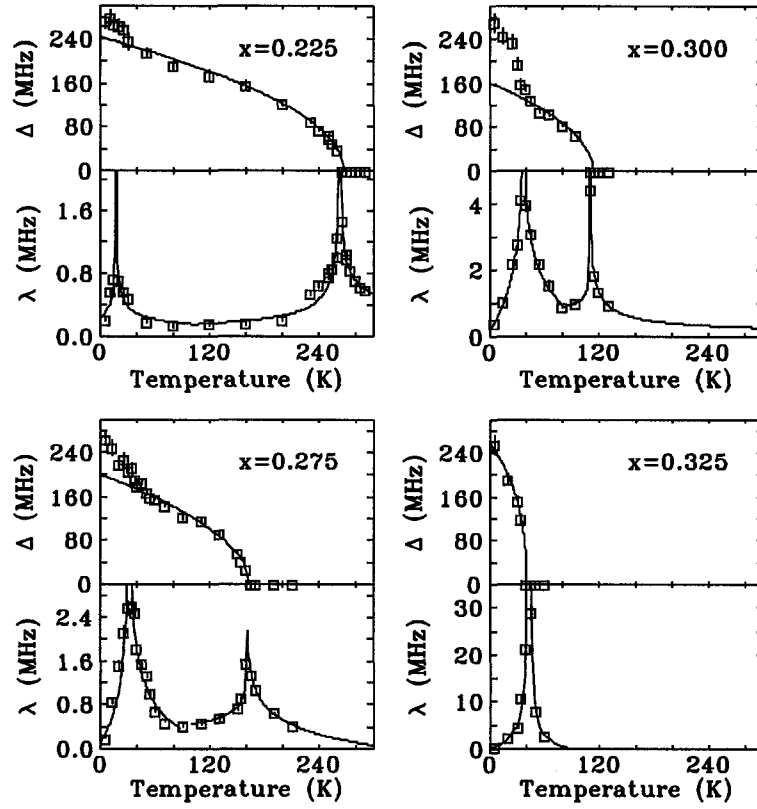 240
160
80
0
Δ (MHz)
x=0.225
1.6
0.8
0.0
λ (MHz)
0 120 240
Temperature (K)
240
160
80
0
Δ (MHz)
x=0.300
4
2
0
λ (MHz)
0 120 240
Temperature (K)
240
160
80
0
Δ (MHz)
x=0.275
2.4
1.6
0.8
0.0
λ (MHz)
0 120 240
Temperature (K)
240
160
80
0
Δ (MHz)
x=0.325
30
20
10
0
λ (MHz)
0 120 240
Temperature (K)